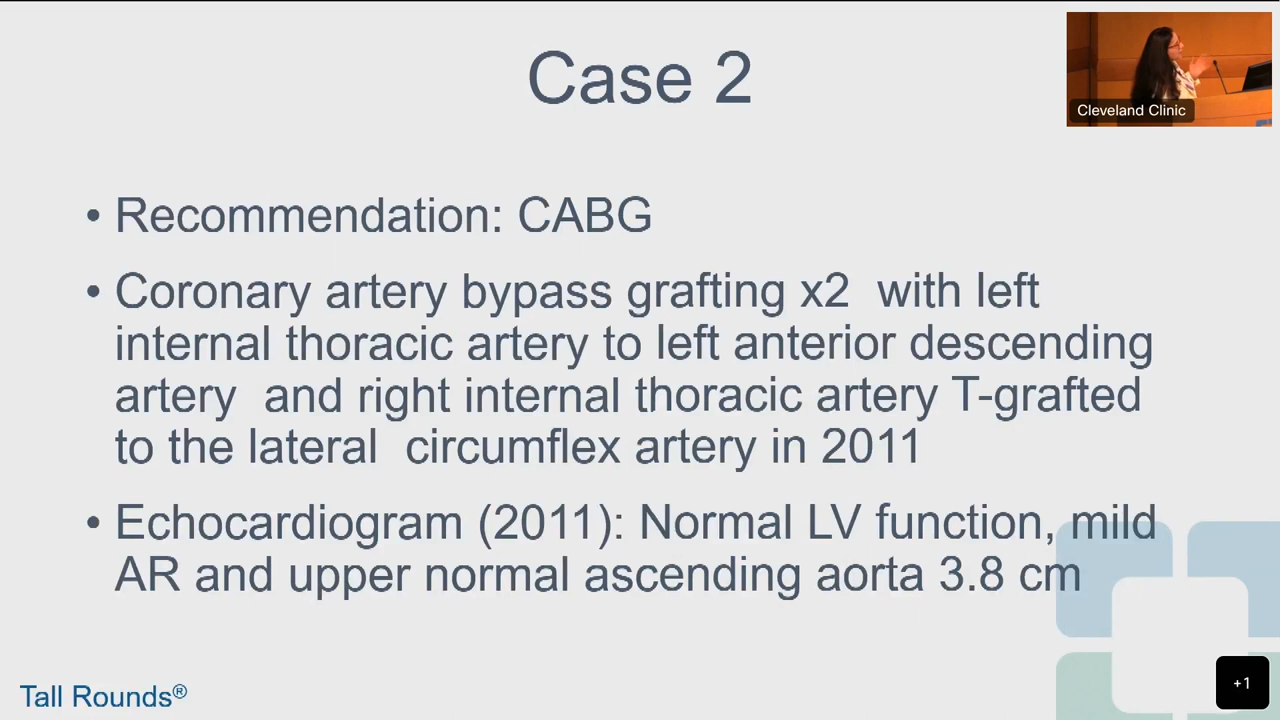 Case 2
Cleveland Clinic
• Recommendation: CABG
• Coronary artery bypass grafting x2 with left
internal thoracic artery to left anterior descending
artery and right internal thoracic artery T-grafted
to the lateral circumflex artery in 2011
• Echocardiogram (2011): Normal LV function, mild
AR and upper normal ascending aorta 3.8 cm
Tall Rounds®
+1